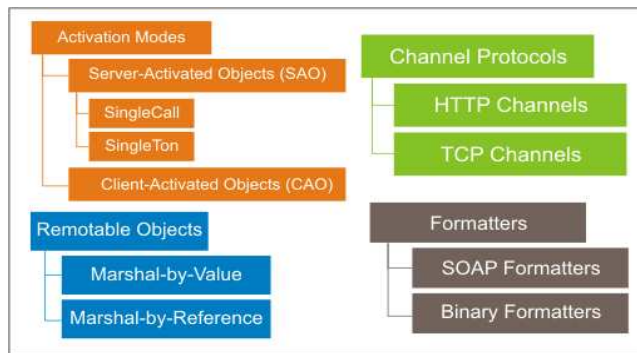 Activation Modes
Server-Activated Objects (SAO)
SingleCall
SingleTon
Client-Activated Objects (CAO)
Channel Protocols
HTTP Channels
TCP Channels
Remotable Objects
Marshal-by-Value
Marshal-by-Reference
Formatters
SOAP Formatters
Binary Formatters